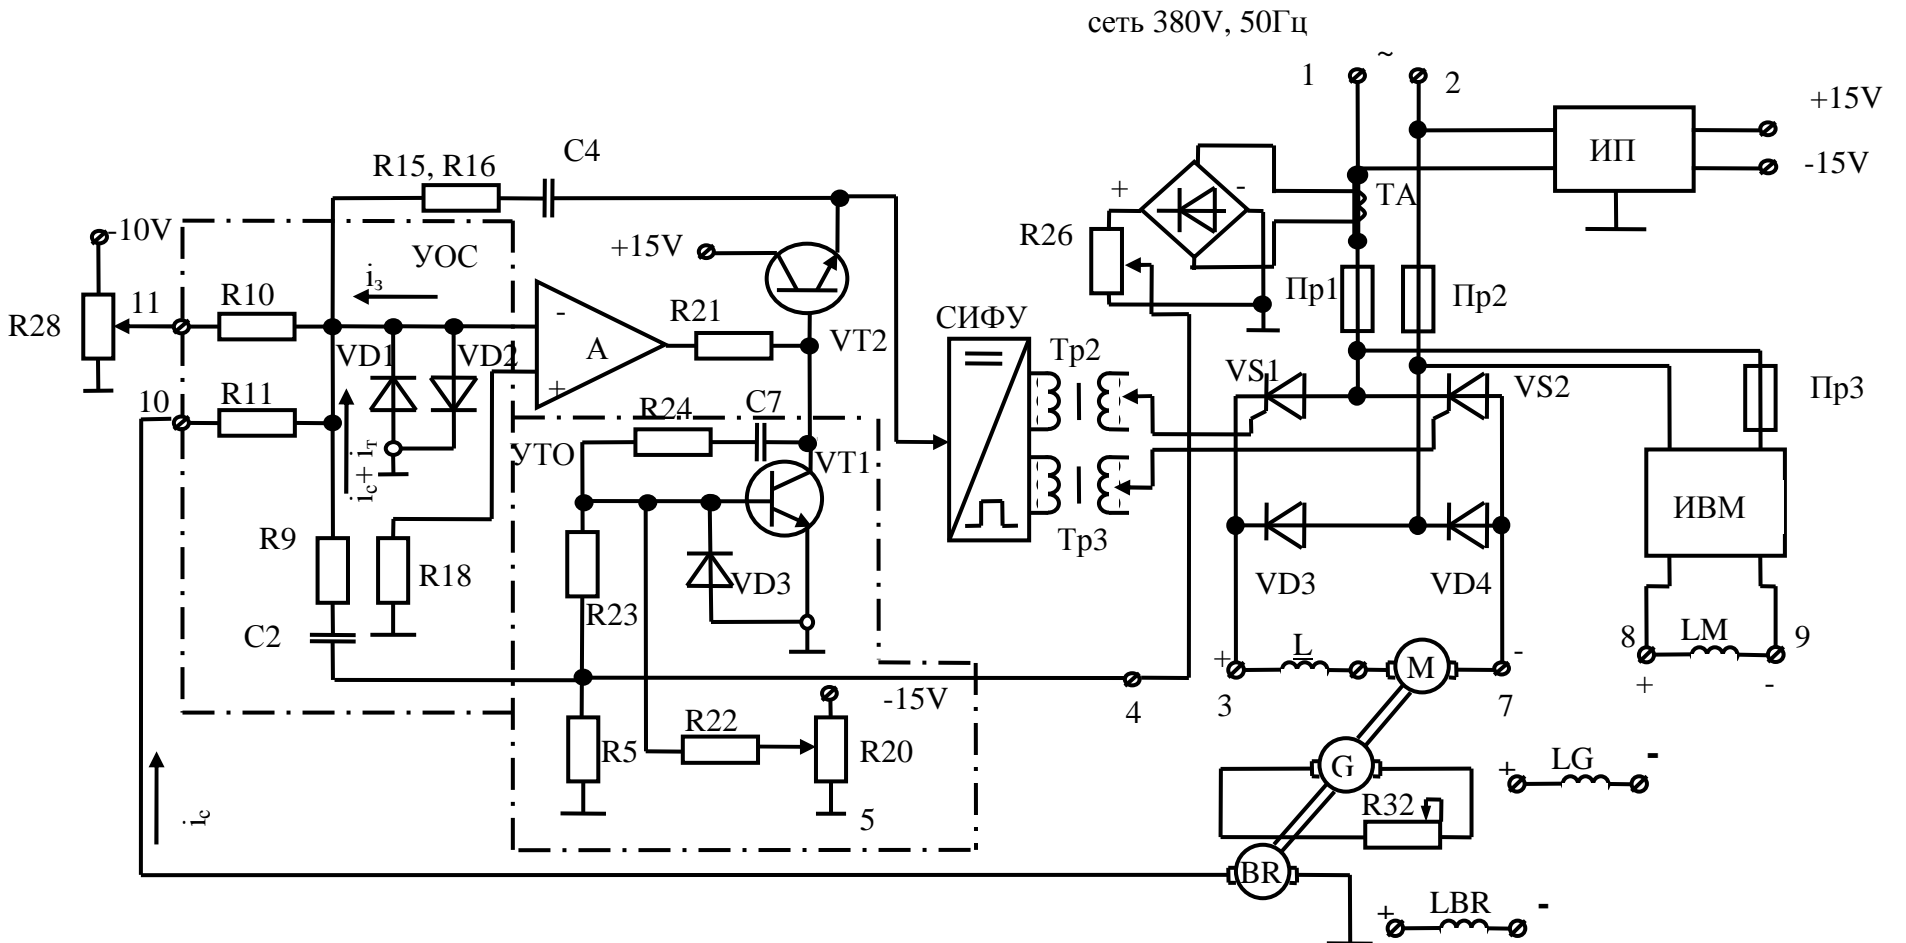 сеть 380V, 50Гц
~
1
2
+15V
ИП
-15V
C4
R15, R16
+
-
TA
-10V
УОС
+15V
R26
iз
11
R10
R21
Пр1
Пр2
R28
СИФУ
-
A
VT2
VD1
VD2
Тр2
VS1
VS2
Пр3
10
R11
+
R24
C7
УТО
VT1
iс+ iт
ИВМ
R9
Тр3
R18
VD3
VD3
VD4
R23
C2
8
LM
9
+
L
M
-
+
-
-15V
4
3
7
R22
R5
R20
G
+
LG
-
R32
5
iс
BR
+
LBR
-